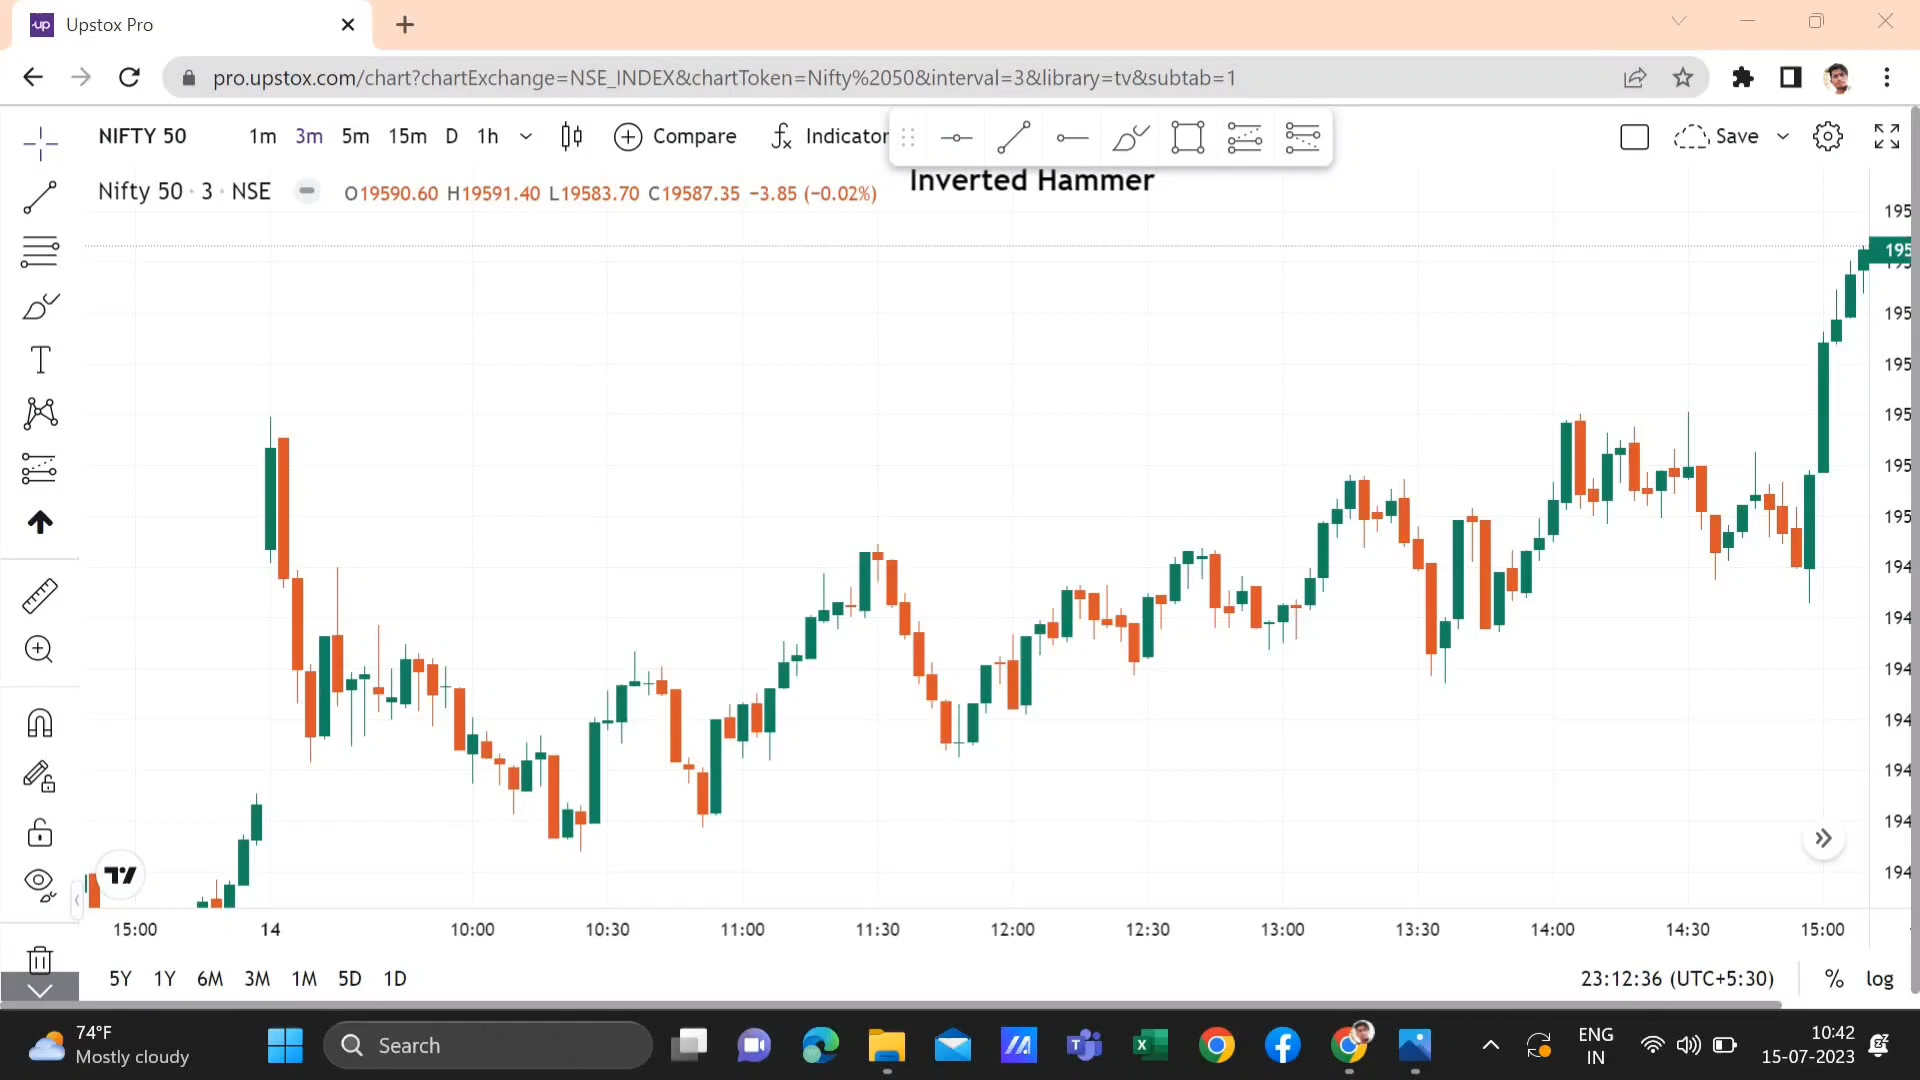 up Upstox Pro
pro.upstox.com/chart?chartExchange=NSE_INDEX&chartToken=Nifty%2050&interval=3&library=tv&subtab=1
NIFTY 50 1m 3m 5m 15m D 1h Compare Indicator Save
Nifty 50 · 3 · NSE O19590.60 H19591.40 L19583.70 C19587.35 −3.85 (−0.02%)
Inverted Hammer
195
195
195
195
195
195
195
195
194
194
194
194
194
194
194
15:00 14 10:00 10:30 11:00 11:30 12:00 12:30 13:00 13:30 14:00 14:30 15:00
5Y 1Y 6M 3M 1M 5D 1D 23:12:36 (UTC+5:30) % log
74°F
Mostly cloudy
Search
ENG
IN
10:42
15-07-2023